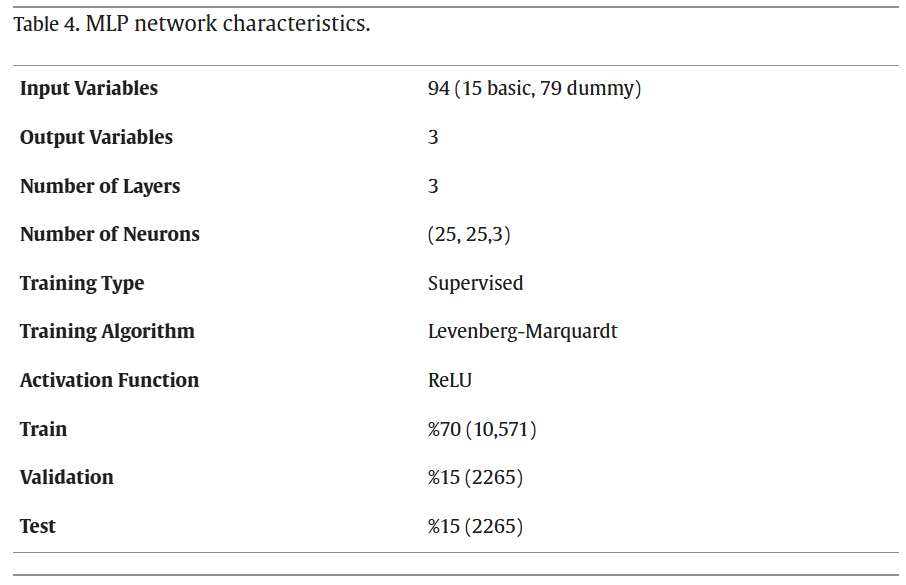 Table 4. MLP network characteristics.
Input Variables 94 (15 basic, 79 dummy)
Output Variables 3
Number of Layers 3
Number of Neurons (25, 25,3)
Training Type Supervised
Training Algorithm Levenberg-Marquardt
Activation Function ReLU
Train %70 (10,571)
Validation %15 (2265)
Test %15 (2265)